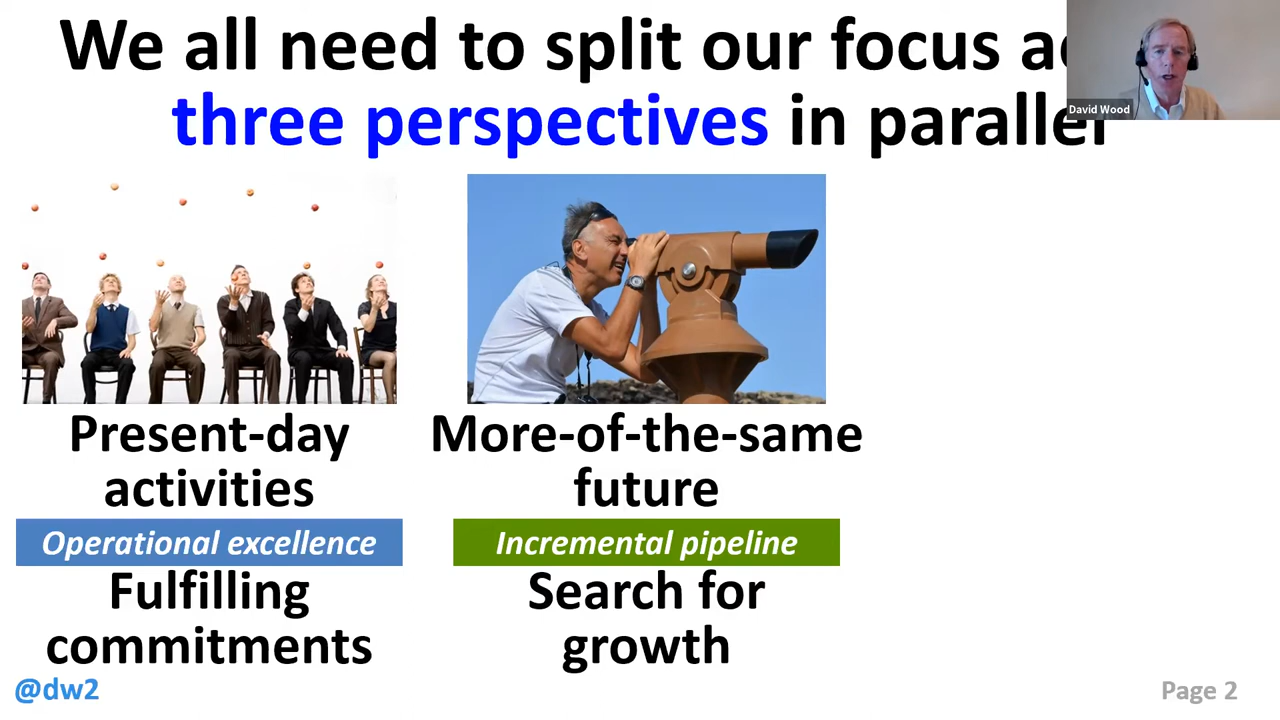 We all need to split our focus
David Wood
three perspectives in parallel
Present-day
activities
Operational excellence
Fulfilling
commitments
More-of-the-same
future
Incremental pipeline
Search for
growth
@dw2
Page 2